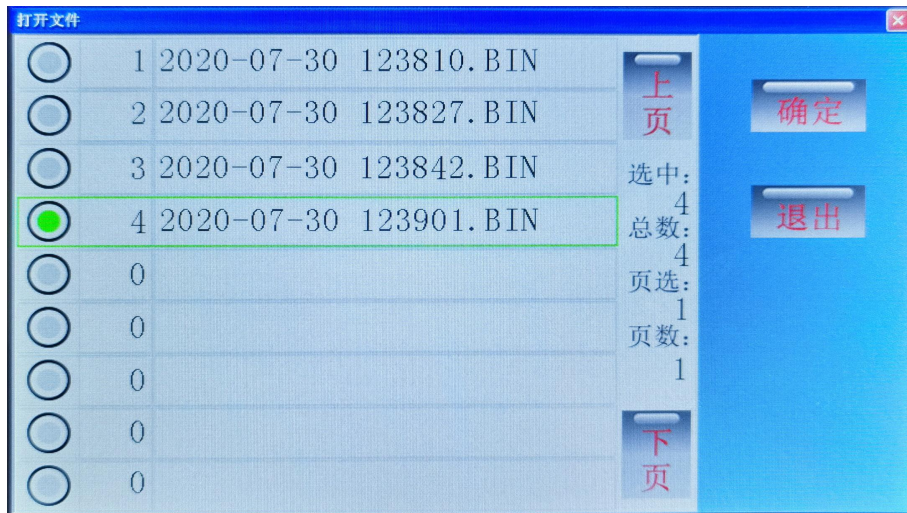 打开文件
1 2020-07-30 123810.BIN
2 2020-07-30 123827.BIN
3 2020-07-30 123842.BIN
4 2020-07-30 123901.BIN
0
0
0
0
0
上页
选中:
4
总数:
4
页选:
1
页数:
1
下页
确定
退出